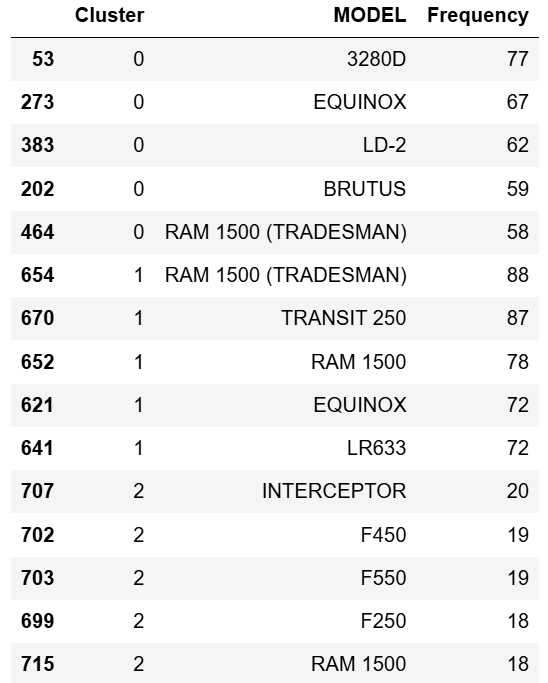 Cluster MODEL Frequency
53 0 3280D 77
273 0 EQUINOX 67
383 0 LD-2 62
202 0 BRUTUS 59
464 0 RAM 1500 (TRADESMAN) 58
654 1 RAM 1500 (TRADESMAN) 88
670 1 TRANSIT 250 87
652 1 RAM 1500 78
621 1 EQUINOX 72
641 1 LR633 72
707 2 INTERCEPTOR 20
702 2 F450 19
703 2 F550 19
699 2 F250 18
715 2 RAM 1500 18